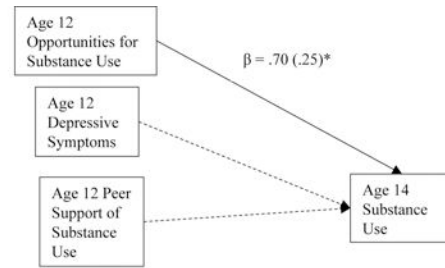 Age 12
Opportunities for
Substance Use
β = .70 (.25)*
Age 12
Depressive
Symptoms
Age 12 Peer
Support of
Substance
Use
Age 14
Substance
Use